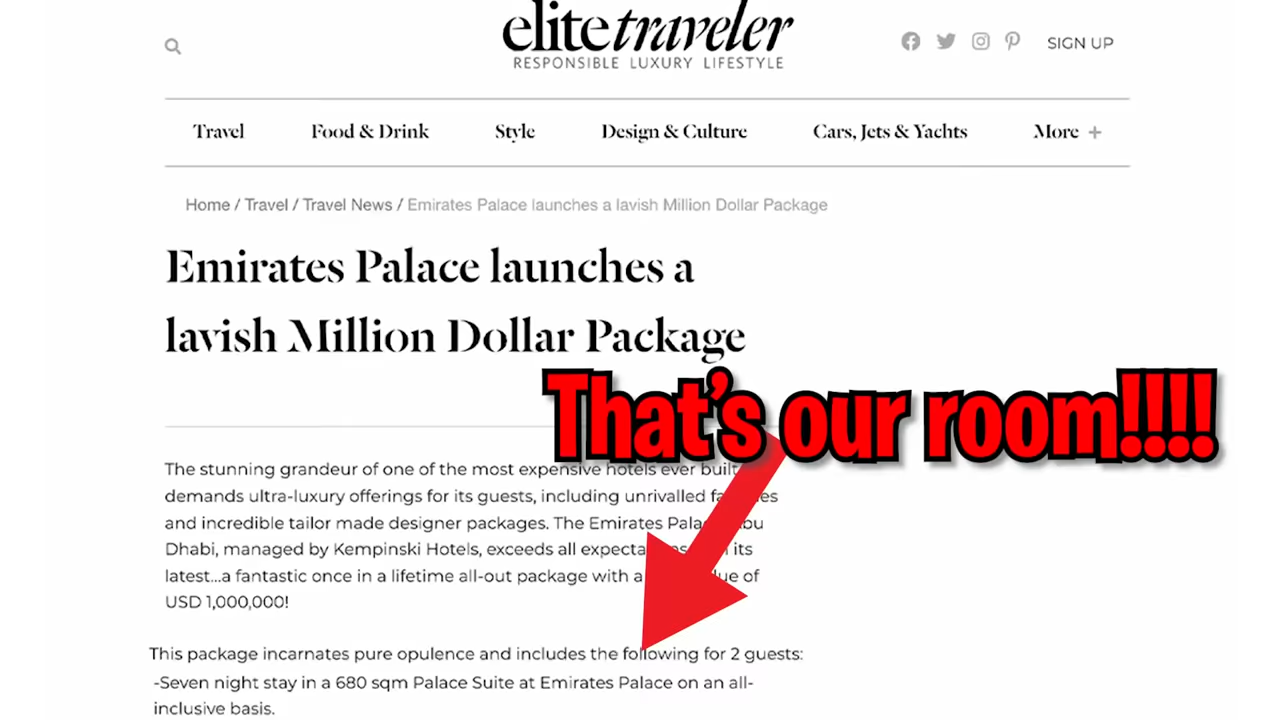 elite traveler
RESPONSIBLE LUXURY LIFESTYLE
SIGN UP
Travel Food & Drink Style Design & Culture Cars, Jets & Yachts More +
Home / Travel / Travel News / Emirates Palace launches a lavish Million Dollar Package
Emirates Palace launches a
lavish Million Dollar Package
That's our room!!!!
The stunning grandeur of one of the most expensive hotels ever built
demands ultra-luxury offerings for its guests, including unrivalled
and incredible tailor made designer packages. The Emirates
Dhabi, managed by Kempinski Hotels, exceeds all its
latest...a fantastic once in a lifetime all-out package with a of
USD 1,000,000!
This package incarnates pure opulence and includes the following for 2 guests:
-Seven night stay in a 680 sqm Palace Suite at Emirates Palace on an all-
inclusive basis.